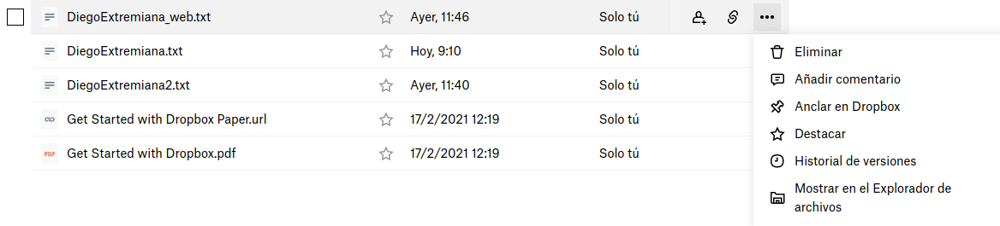 DiegoExtremiana_web.txt Ayer, 11:46 Solo tú
DiegoExtremiana.txt Hoy, 9:10 Solo tú
DiegoExtremiana2.txt Ayer, 11:40 Solo tú
Get Started with Dropbox Paper.url 17/2/2021 12:19 Solo tú
PDF Get Started with Dropbox.pdf 17/2/2021 12:19 Solo tú
Eliminar
Añadir comentario
Anclar en Dropbox
Destacar
Historial de versiones
Mostrar en el Explorador de
archivos